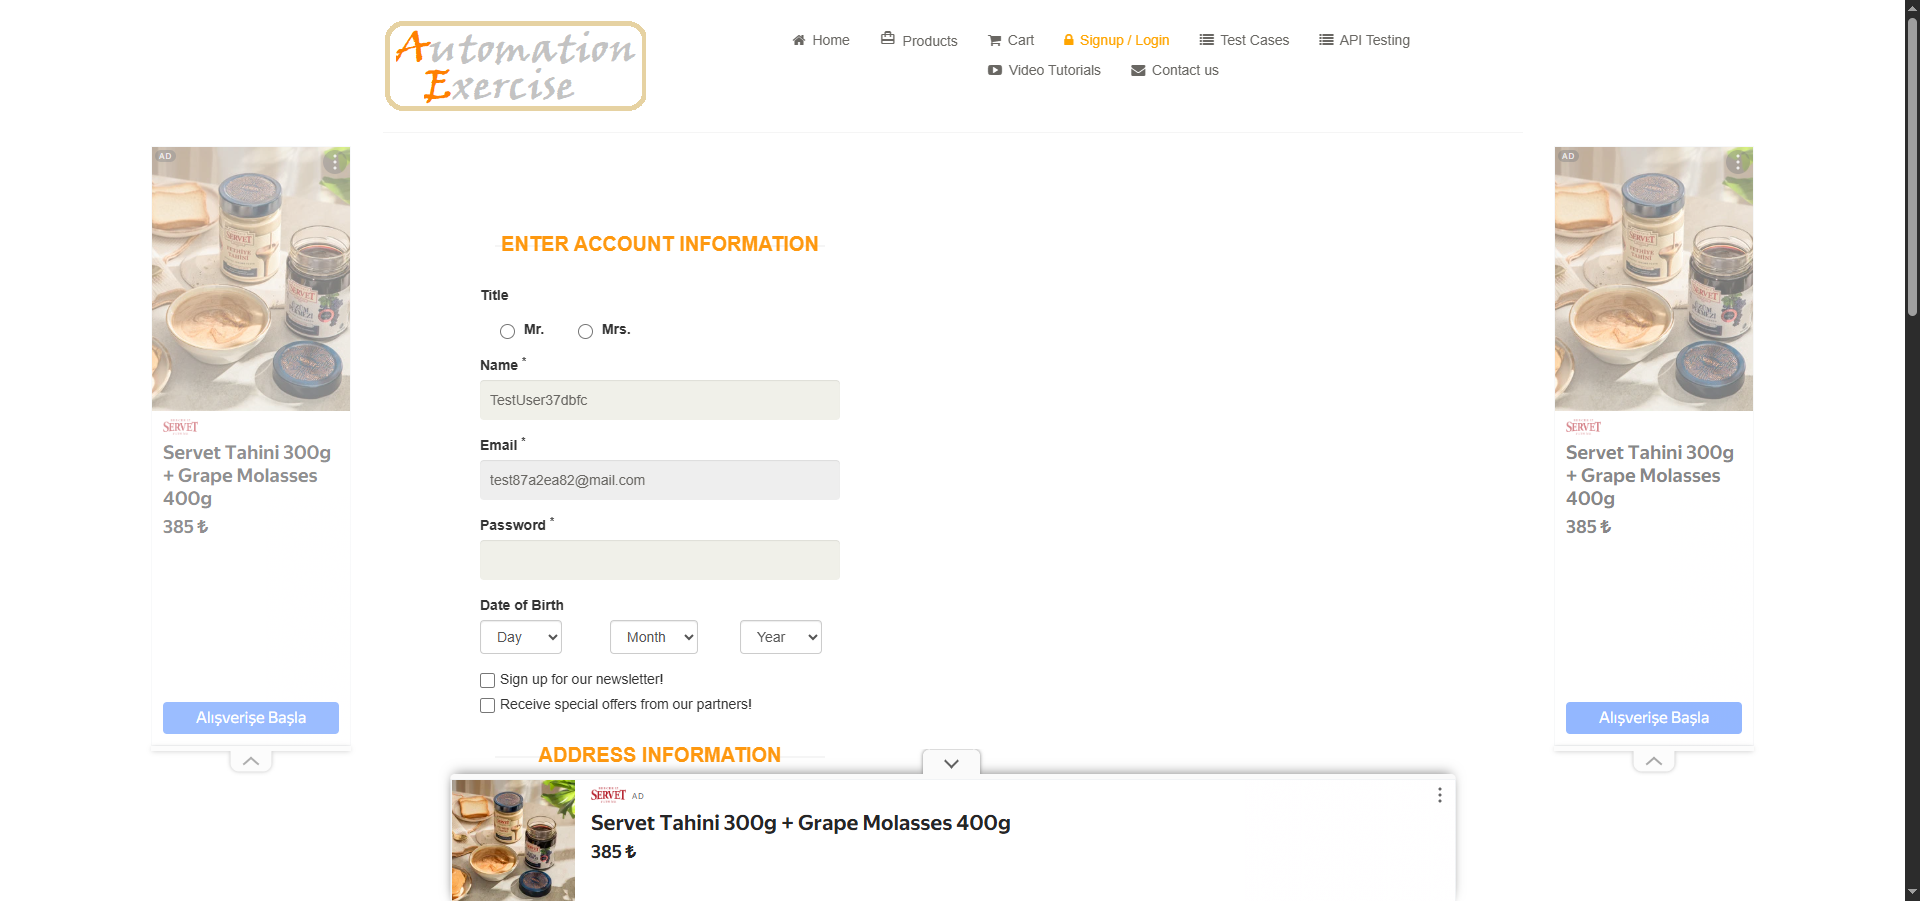 Automation
Exercise
Home
Products
Cart
Signup / Login
Test Cases
API Testing
Video Tutorials
Contact us
AD
SERVET
Servet Tahini 300g
+ Grape Molasses
400g
385 ₺
Alışverişe Başla
ENTER ACCOUNT INFORMATION
Title
Mr.
Mrs.
Name *
TestUser37dbfc
Email *
test87a2ea82@mail.com
Password *
Date of Birth
Day
Month
Year
Sign up for our newsletter!
Receive special offers from our partners!
ADDRESS INFORMATION
AD
SERVET
Servet Tahini 300g
+ Grape Molasses
400g
385 ₺
Alışverişe Başla
SERVET AD
Servet Tahini 300g + Grape Molasses 400g
385 ₺